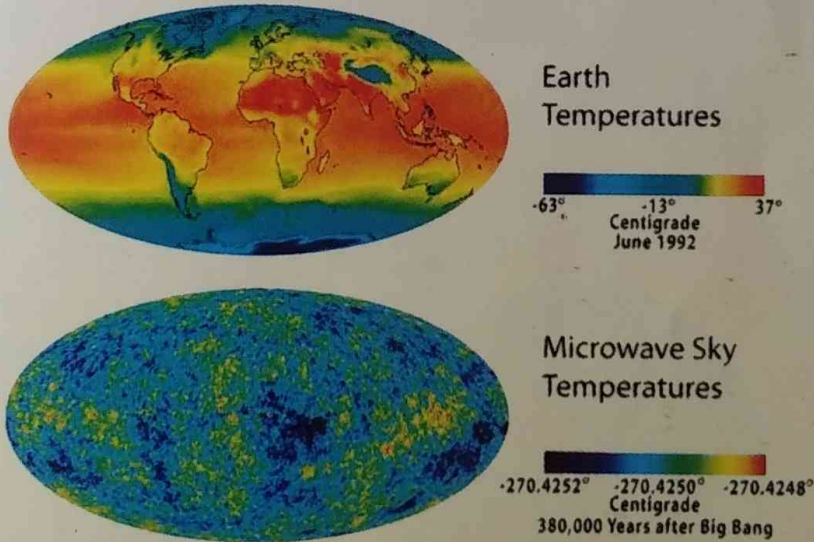 Earth
Temperatures
-63° -13° 37°
Centigrade
June 1992
Microwave Sky
Temperatures
-270.4252° -270.4250° -270.4248°
Centigrade
380,000 Years after Big Bang